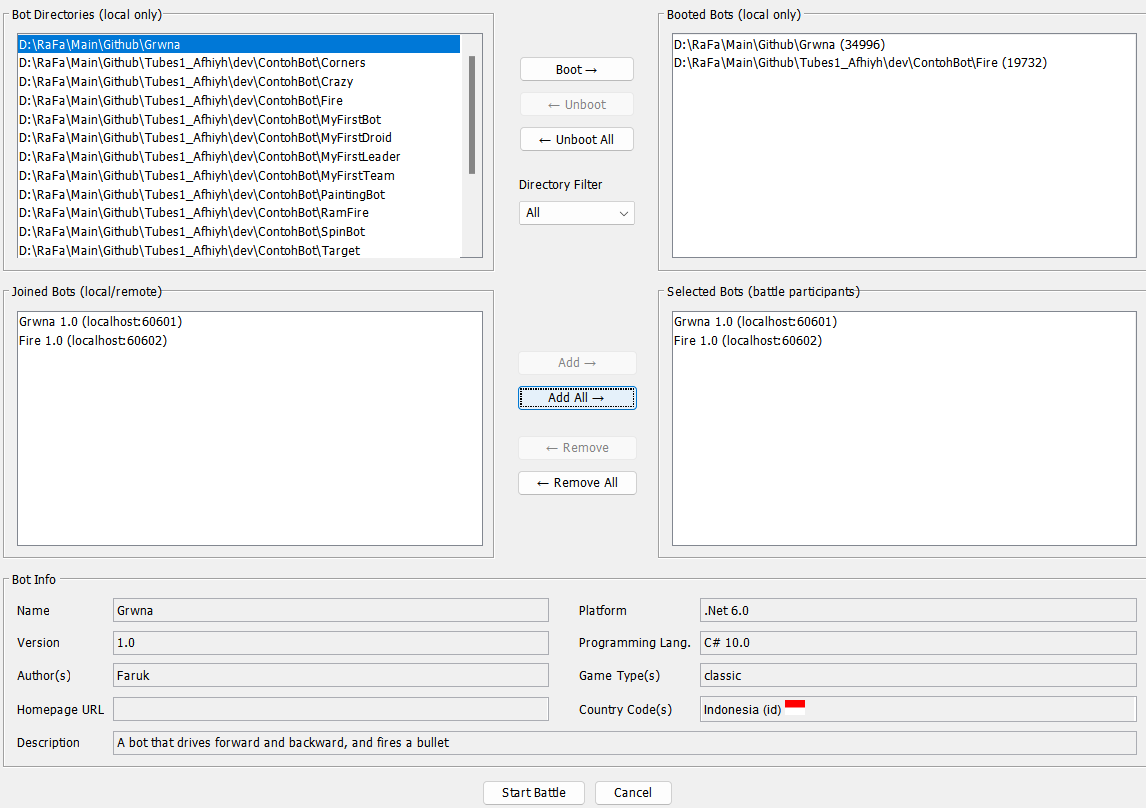 Bot Directories (local only)
D:\RaFa\Main\Github\Grwna
D:\RaFa\Main\Github\Tubes1_Afhiyh\dev\ContohBot\Corners
D:\RaFa\Main\Github\Tubes1_Afhiyh\dev\ContohBot\Crazy
D:\RaFa\Main\Github\Tubes1_Afhiyh\dev\ContohBot\Fire
D:\RaFa\Main\Github\Tubes1_Afhiyh\dev\ContohBot\MyFirstBot
D:\RaFa\Main\Github\Tubes1_Afhiyh\dev\ContohBot\MyFirstDroid
D:\RaFa\Main\Github\Tubes1_Afhiyh\dev\ContohBot\MyFirstLeader
D:\RaFa\Main\Github\Tubes1_Afhiyh\dev\ContohBot\MyFirstTeam
D:\RaFa\Main\Github\Tubes1_Afhiyh\dev\ContohBot\PaintingBot
D:\RaFa\Main\Github\Tubes1_Afhiyh\dev\ContohBot\RamFire
D:\RaFa\Main\Github\Tubes1_Afhiyh\dev\ContohBot\SpinBot
D:\RaFa\Main\Github\Tubes1_Afhiyh\dev\ContohBot\Target
Boot →
← Unboot
← Unboot All
Directory Filter
All
Booted Bots (local only)
D:\RaFa\Main\Github\Grwna (34996)
D:\RaFa\Main\Github\Tubes1_Afhiyh\dev\ContohBot\Fire (19732)
Joined Bots (local/remote)
Grwna 1.0 (localhost:60601)
Fire 1.0 (localhost:60602)
Add →
Add All →
← Remove
← Remove All
Selected Bots (battle participants)
Grwna 1.0 (localhost:60601)
Fire 1.0 (localhost:60602)
Bot Info
Name Grwna
Platform .Net 6.0
Version 1.0
Programming Lang. C# 10.0
Author(s) Faruk
Game Type(s) classic
Homepage URL
Country Code(s) Indonesia (id)
Description A bot that drives forward and backward, and fires a bullet
Start Battle
Cancel